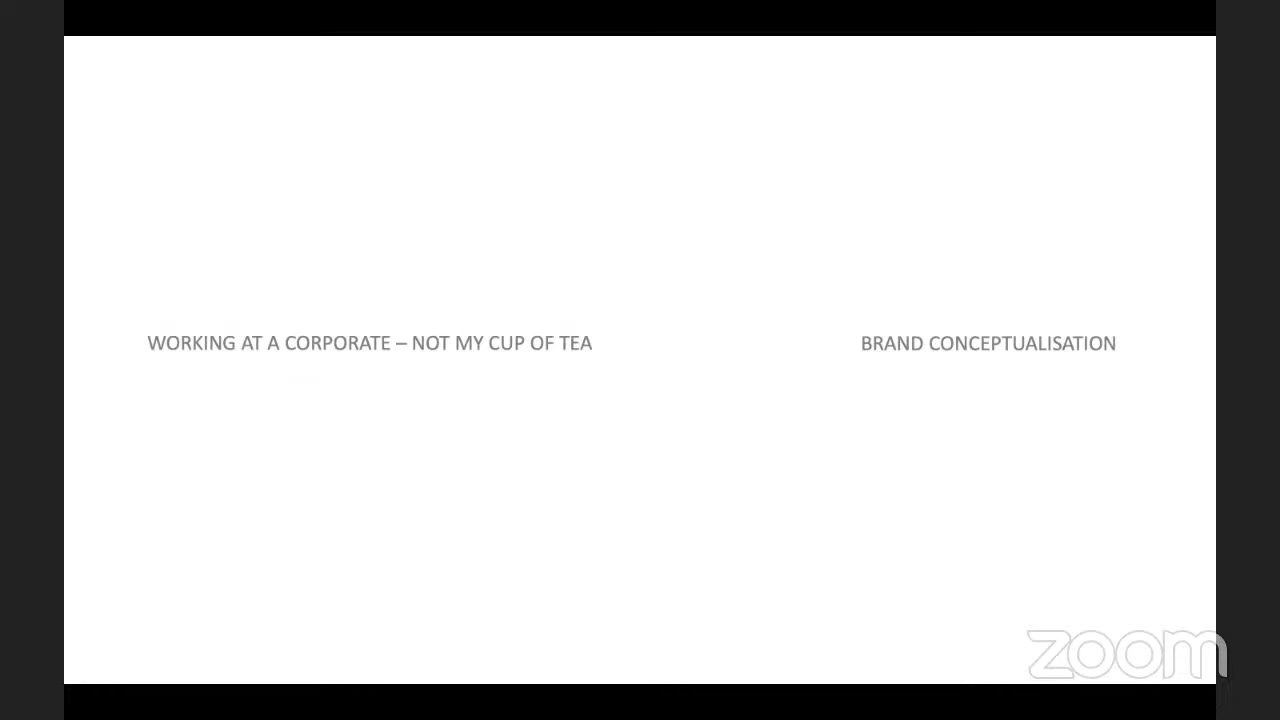 WORKING AT A CORPORATE – NOT MY CUP OF TEA
BRAND CONCEPTUALISATION
zoom